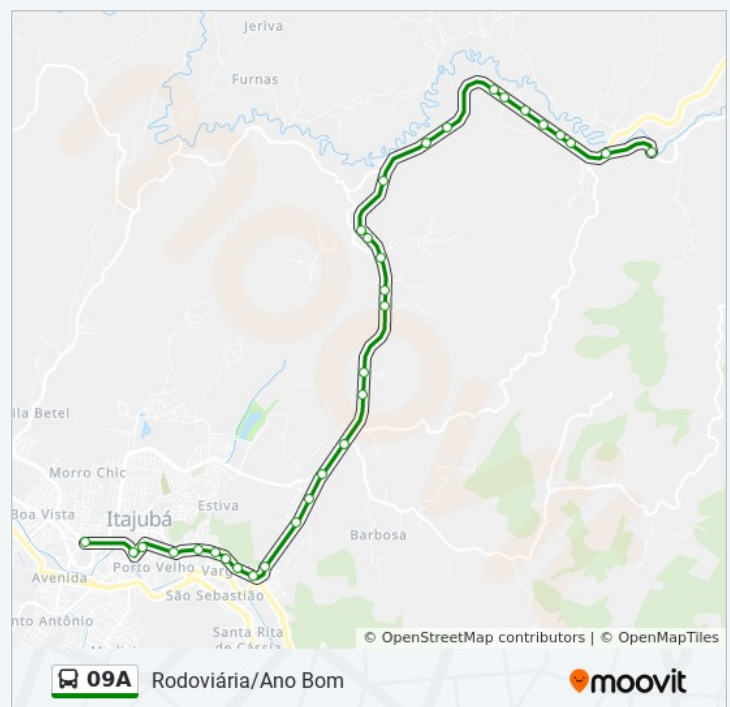 Jeriva
Furnas
ila Betel
Morro Chic
Estiva
Boa Vista
Itajubá
Barbosa
Porto Velho
Varg
Avenida
São Sebastião
nto Antônio
Santa Rita
de Cássia
© OpenStreetMap contributors | © OpenMapTiles
09A
Rodoviária/Ano Bom
moovit